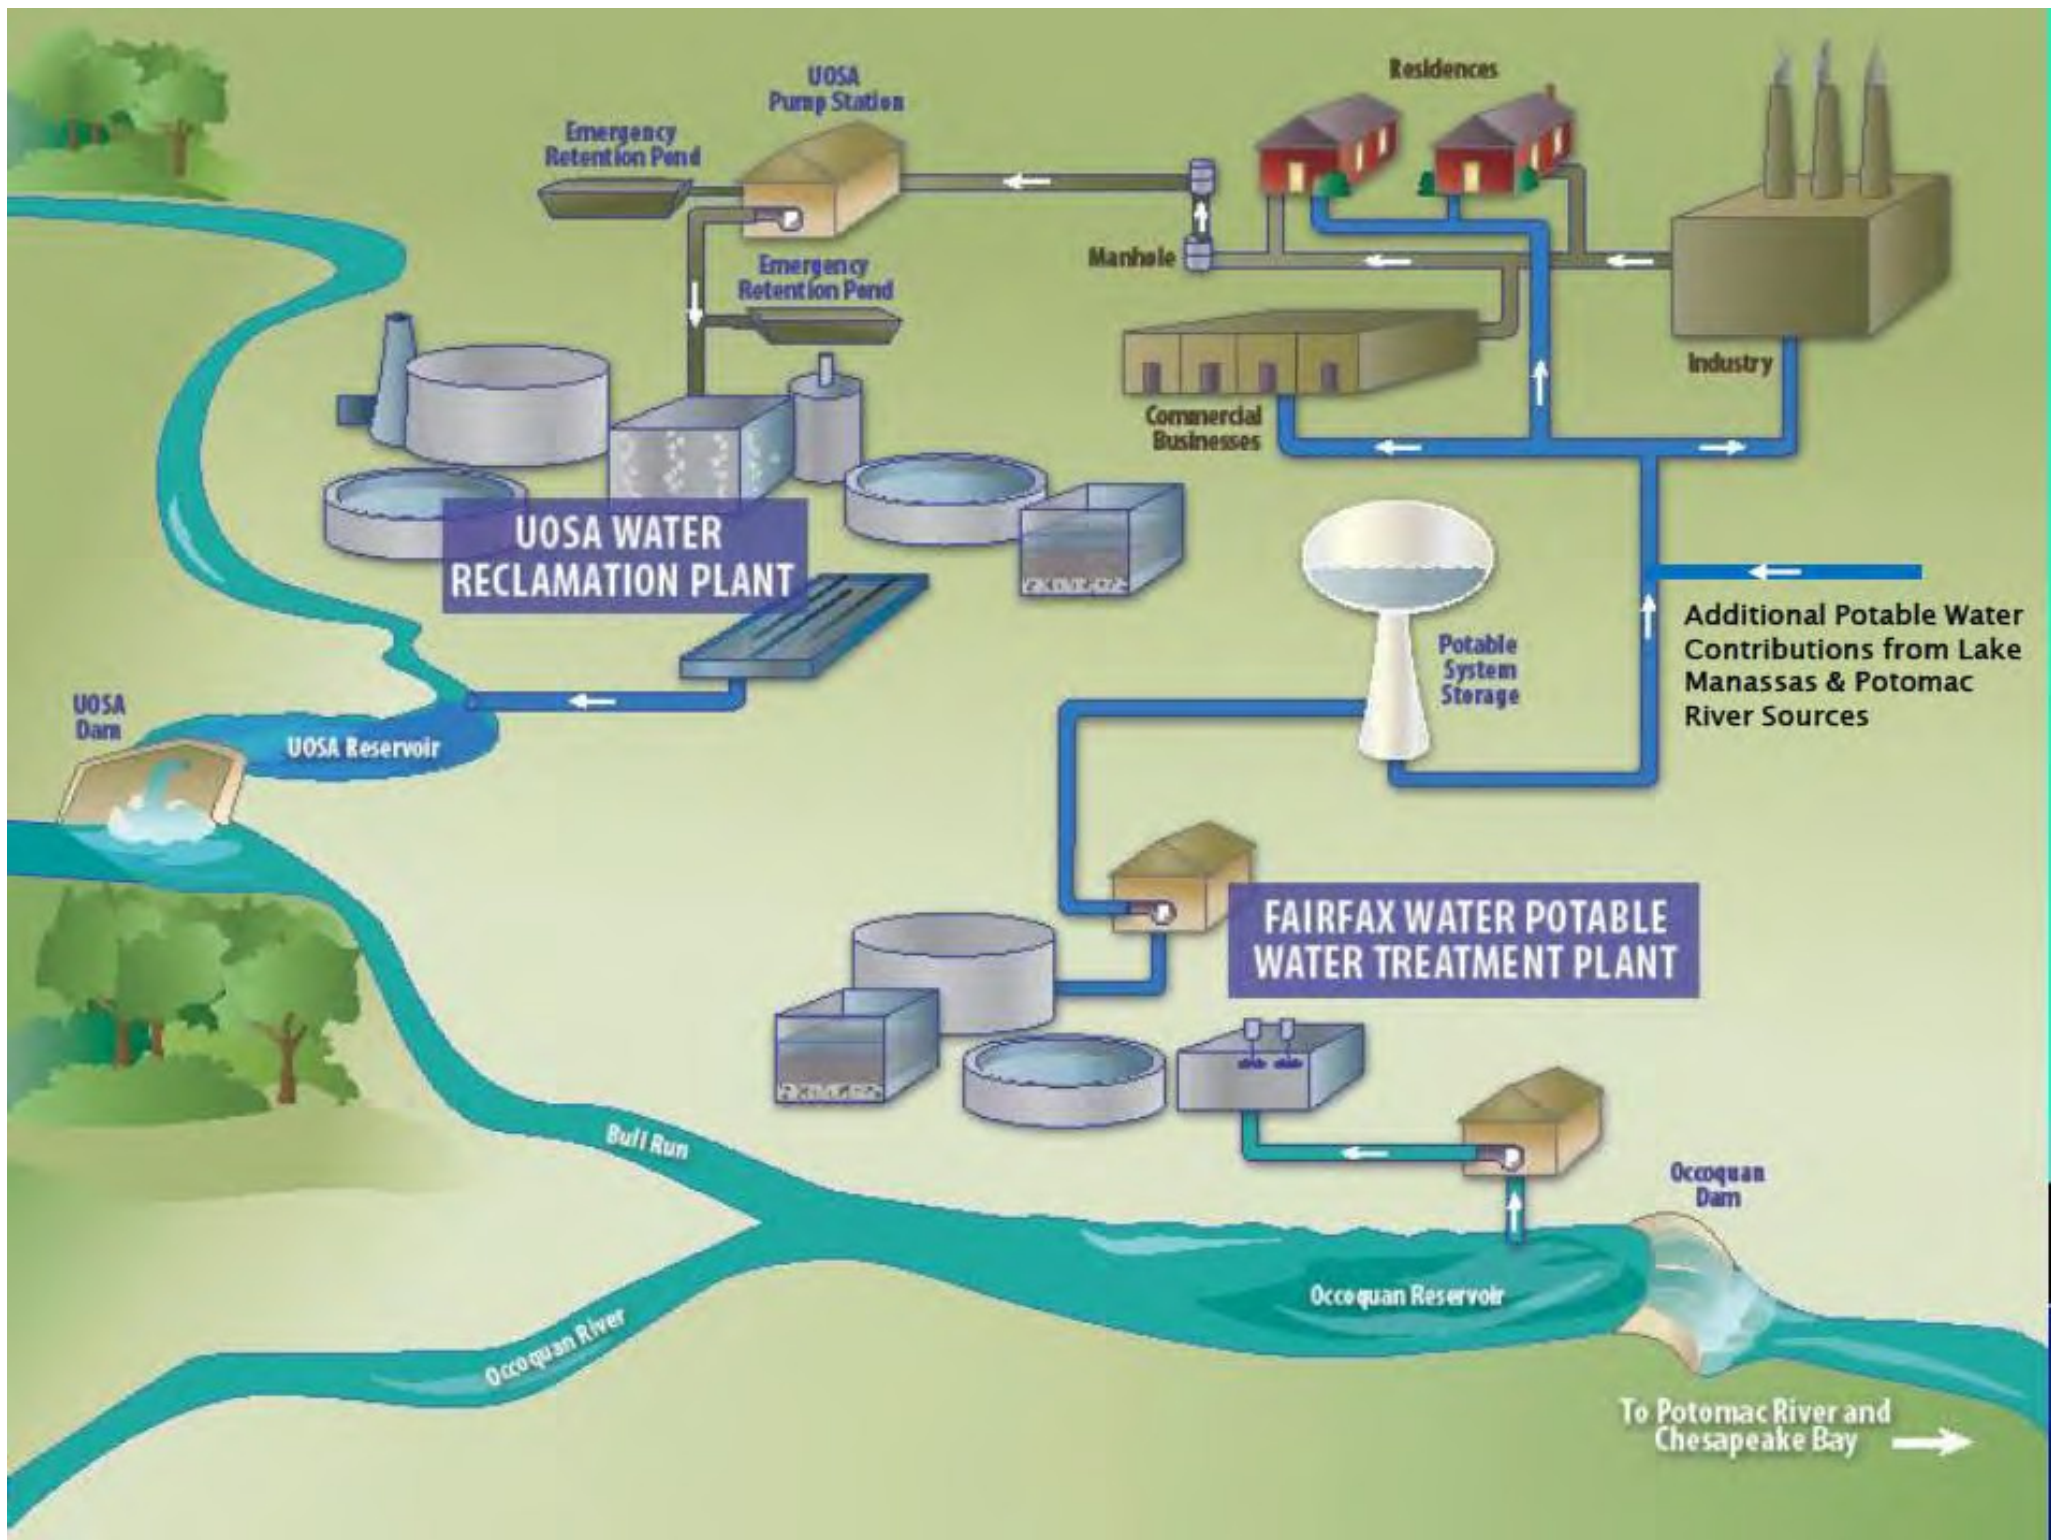 UOSA
Pump Station
Residences
Emergency
Retention Pond
Manhole
Emergency
Retention Pond
Industry
Commercial
Businesses
UOSA WATER
RECLAMATION PLANT
Additional Potable Water
Contributions from Lake
Manassas & Potomac
River Sources
Potable
System
Storage
UOSA
Dam
UOSA Reservoir
FAIRFAX WATER POTABLE
WATER TREATMENT PLANT
Bull Run
Occoquan
Dam
Occoquan Reservoir
Occoquan River
To Potomac River and
Chesapeake Bay